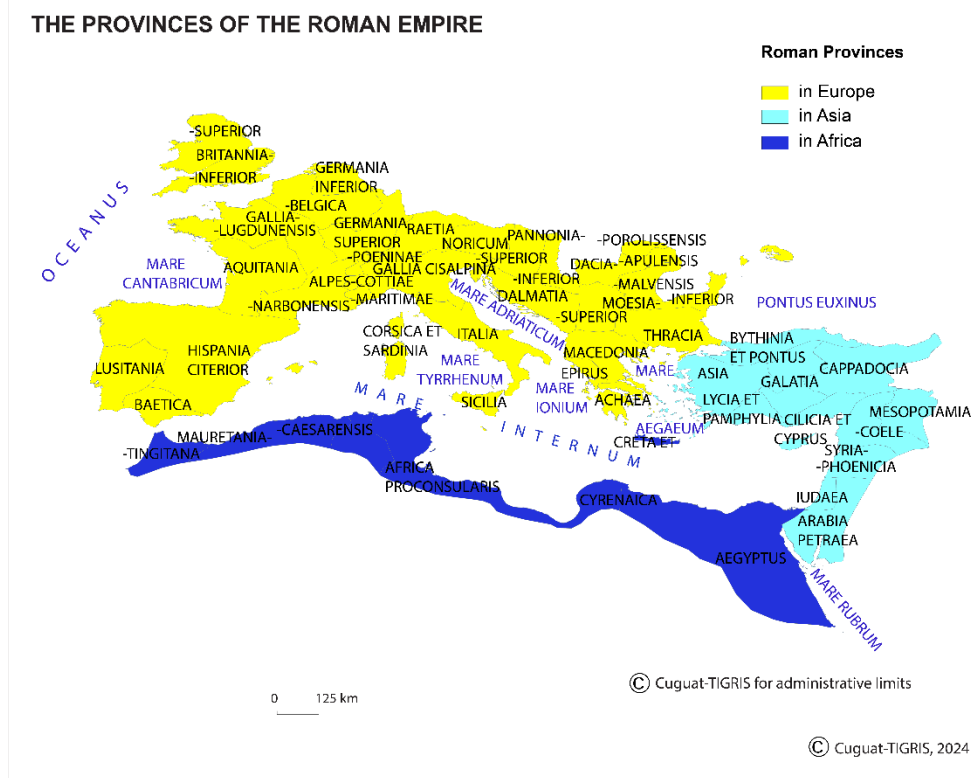 THE PROVINCES OF THE ROMAN EMPIRE
Roman Provinces
in Europe
in Asia
in Africa
-SUPERIOR
BRITANNIA-
-INFERIOR
OCEANUS
GERMANIA
INFERIOR
-BELGICA
GALLIA-
-LUGDUNENSIS
GERMANIA
SUPERIOR
RAETIA
NORICUM
PANNONIA-
-SUPERIOR
-INFERIOR
-POROLISSENSIS
DACIA-
-APULENSIS
-MALVENSIS
MARE
CANTABRICUM
AQUITANIA
-POENINAE
GALLIA CISALPINA
ALPES-COTTIAE
-MARITIMAE
-NARBONENSIS
DALMATIA
MOESIA-
-INFERIOR
-SUPERIOR
PONTUS EUXINUS
MARE ADRIATICUM
CORSICA ET
SARDINIA
ITALIA
THRACIA
MACEDONIA
EPIRUS
ACHAEA
MARE
AEGAEUM
BYTHINIA
ET PONTUS
ASIA
GALATIA
CAPPADOCIA
LUSITANIA
HISPANIA
CITERIOR
BAETICA
MARE
TYRRHENUM
SICILIA
MARE
IONIUM
MARE
INTERNUM
LYCIA ET
PAMPHYLIA
CILICIA ET
CYPRUS
MESOPOTAMIA
-COELE
SYRIA-
-PHOENICIA
CRETA ET
CYRENAICA
MAURETANIA-
-CAESARENSIS
-TINGITANA
AFRICA
PROCONSULARIS
IUDAEA
ARABIA
PETRAEA
AEGYPTUS
MARE RUBRUM
0 125 km
© Cuguat-TIGRIS for administrative limits
© Cuguat-TIGRIS, 2024